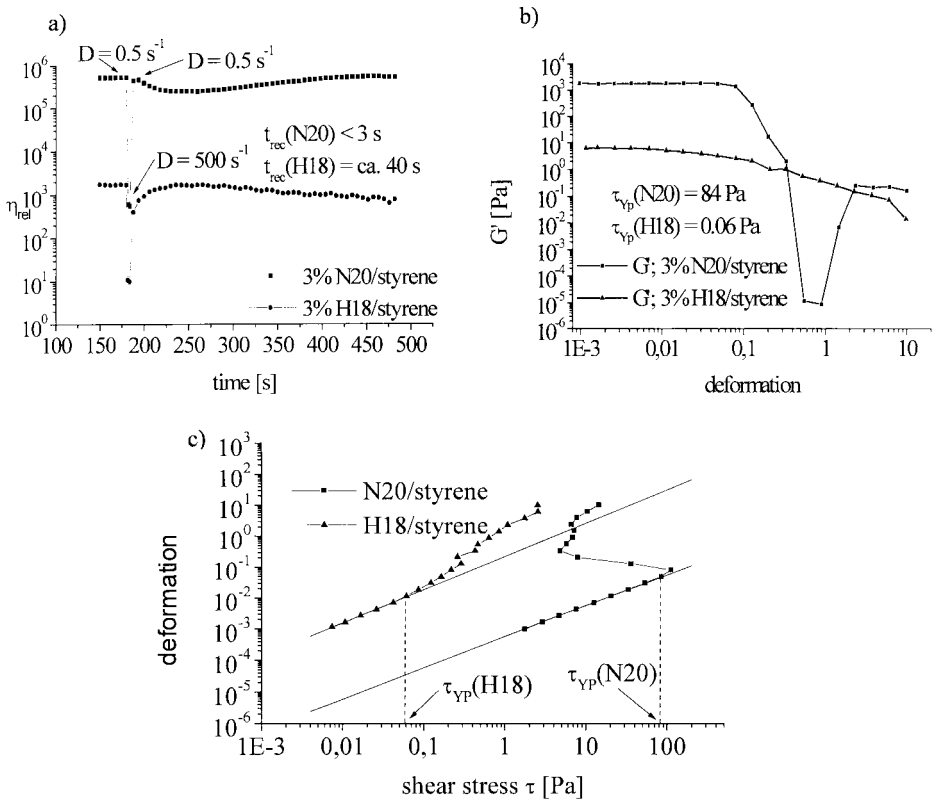 a)
D = 0.5 s⁻¹
D = 0.5 s⁻¹
10⁶
10⁵
10⁴
10³
10²
10¹
10⁰
η_rel
t_rec(N20) < 3 s
t_rec(H18) = ca. 40 s
D = 500 s⁻¹
3% N20/styrene
3% H18/styrene
100 150 200 250 300 350 400 450 500
time [s]
b)
10⁴
10³
10²
10¹
10⁰
10⁻¹
10⁻²
10⁻³
10⁻⁴
10⁻⁵
10⁻⁶
G' [Pa]
τ_Yp(N20) = 84 Pa
τ_Yp(H18) = 0.06 Pa
G'; 3% N20/styrene
G'; 3% H18/styrene
1E-3 0,01 0,1 1 10
deformation
c)
10³
10²
10¹
10⁰
10⁻¹
10⁻²
10⁻³
10⁻⁴
10⁻⁵
10⁻⁶
deformation
N20/styrene
H18/styrene
τ_YP(H18)
τ_YP(N20)
1E-3 0,01 0,1 1 10 100
shear stress τ [Pa]